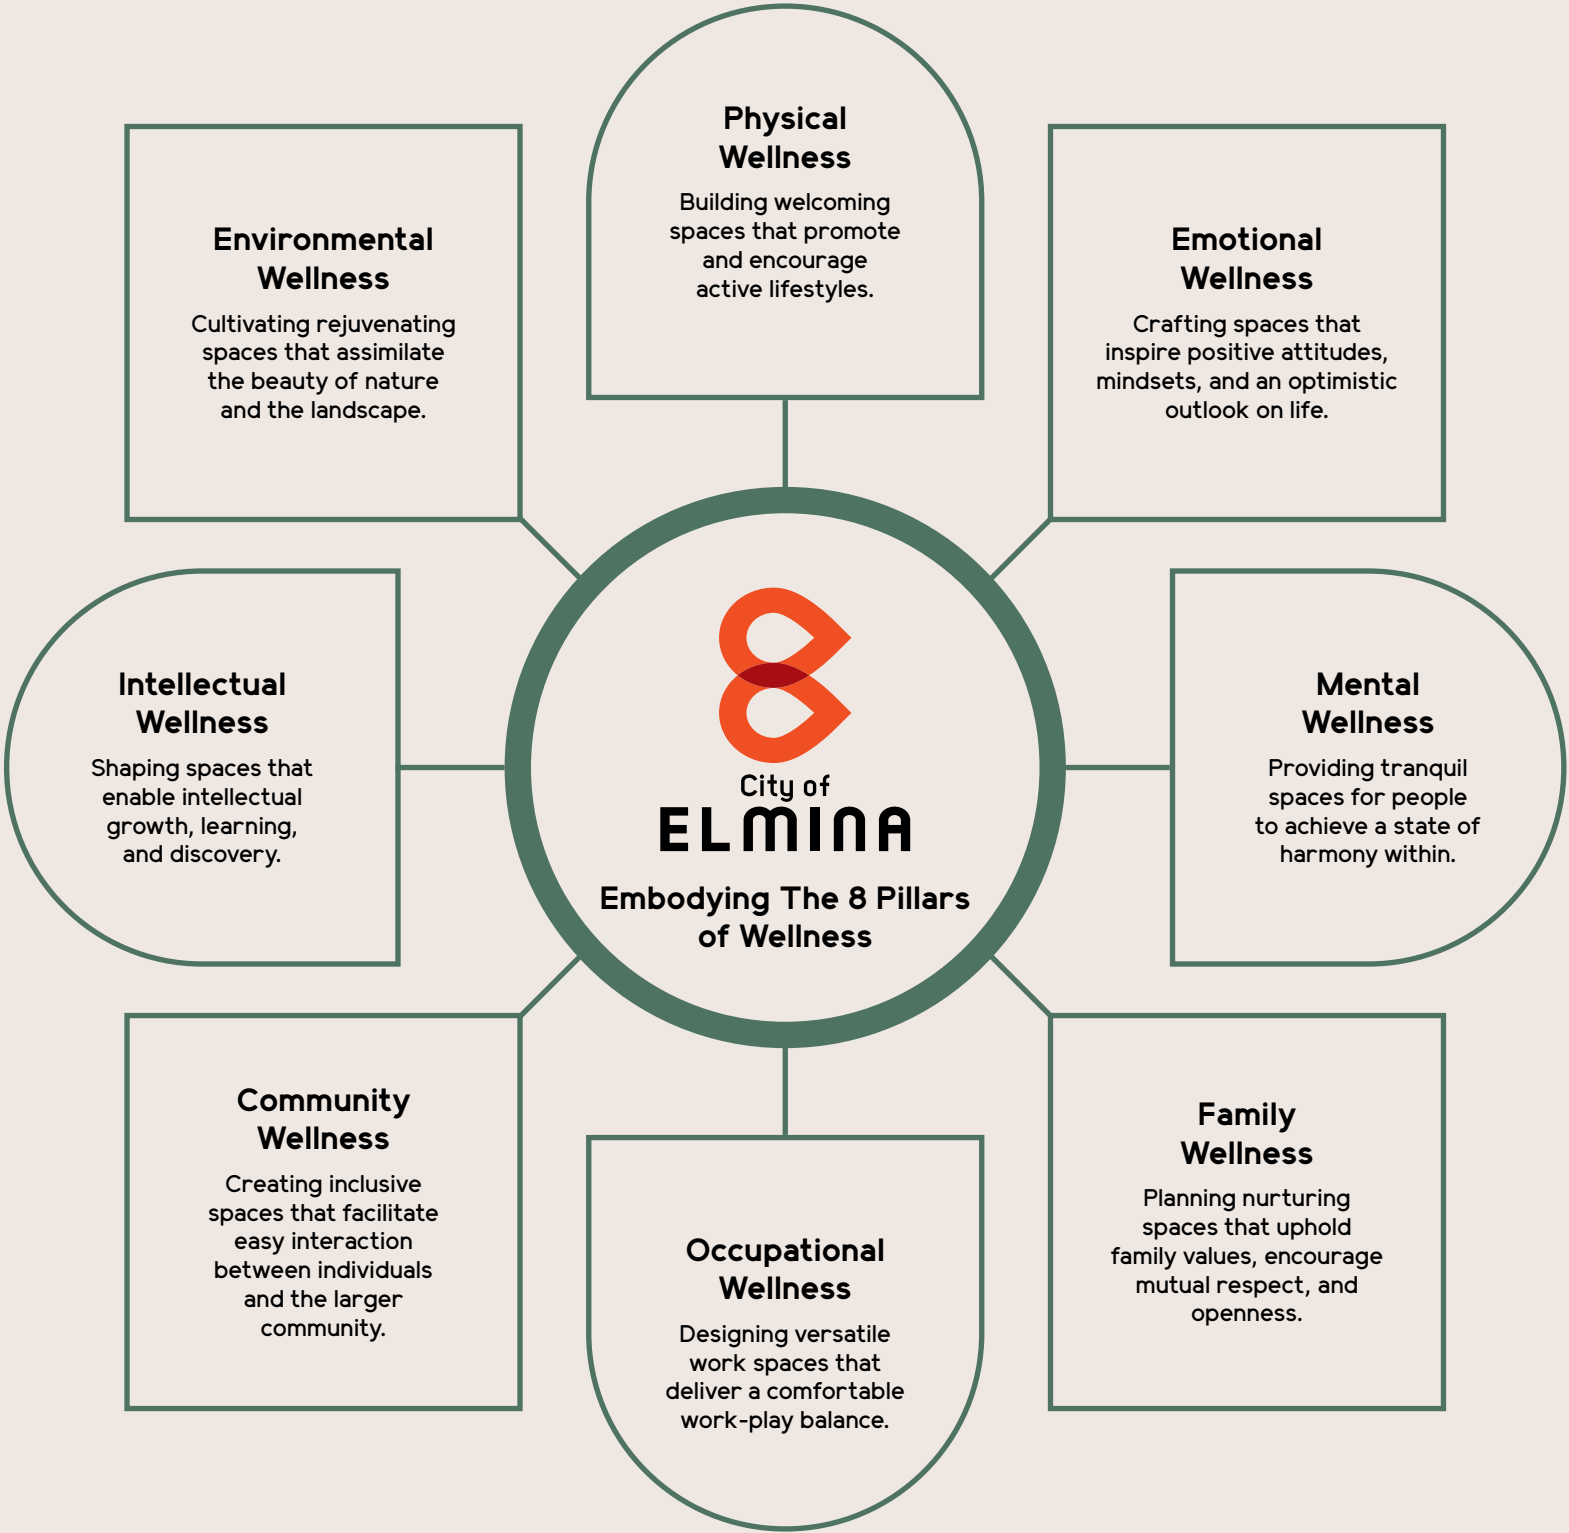 Physical
Wellness
Building welcoming
spaces that promote
and encourage
active lifestyles.
Environmental
Wellness
Cultivating rejuvenating
spaces that assimilate
the beauty of nature
and the landscape.
Emotional
Wellness
Crafting spaces that
inspire positive attitudes,
mindsets, and an optimistic
outlook on life.
Intellectual
Wellness
Shaping spaces that
enable intellectual
growth, learning,
and discovery.
City of
ELMINA
Embodying The 8 Pillars
of Wellness
Mental
Wellness
Providing tranquil
spaces for people
to achieve a state of
harmony within.
Community
Wellness
Creating inclusive
spaces that facilitate
easy interaction
between individuals
and the larger
community.
Occupational
Wellness
Designing versatile
work spaces that
deliver a comfortable
work-play balance.
Family
Wellness
Planning nurturing
spaces that uphold
family values, encourage
mutual respect, and
openness.